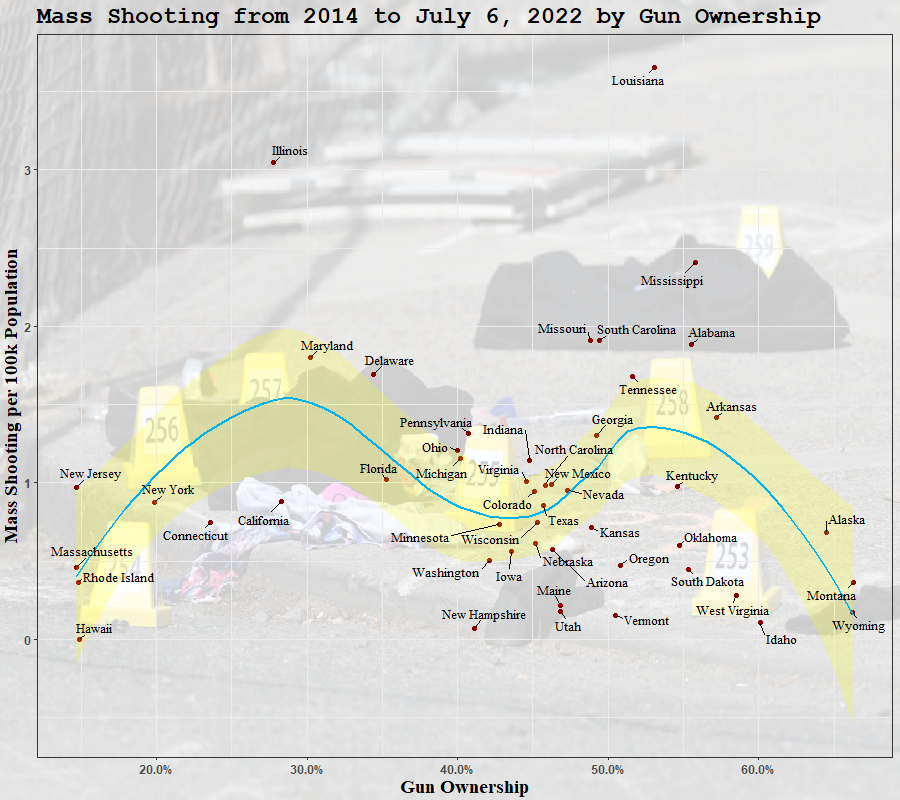 Mass Shooting from 2014 to July 6, 2022 by Gun Ownership
Louisiana
Illinois
3
259
Mississippi
Missouri
South Carolina
Alabama
2
Maryland
Delaware
257
Tennessee
258
Arkansas
256
Pennsylvania
Indiana
Georgia
Ohio
North Carolina
Michigan
Virginia
New Mexico
Florida
Kentucky
New Jersey
1
New York
Colorado
Nevada
California
Connecticut
Texas
Alaska
Minnesota
Wisconsin
Kansas
Oklahoma
Massachusetts
253
Rhode Island
Washington
Iowa
Nebraska
Oregon
Arizona
South Dakota
Maine
Montana
West Virginia
New Hampshire
Utah
Vermont
Wyoming
Hawaii
Idaho
0
20.0%
30.0%
40.0%
50.0%
60.0%
Gun Ownership
Mass Shooting per 100k Population